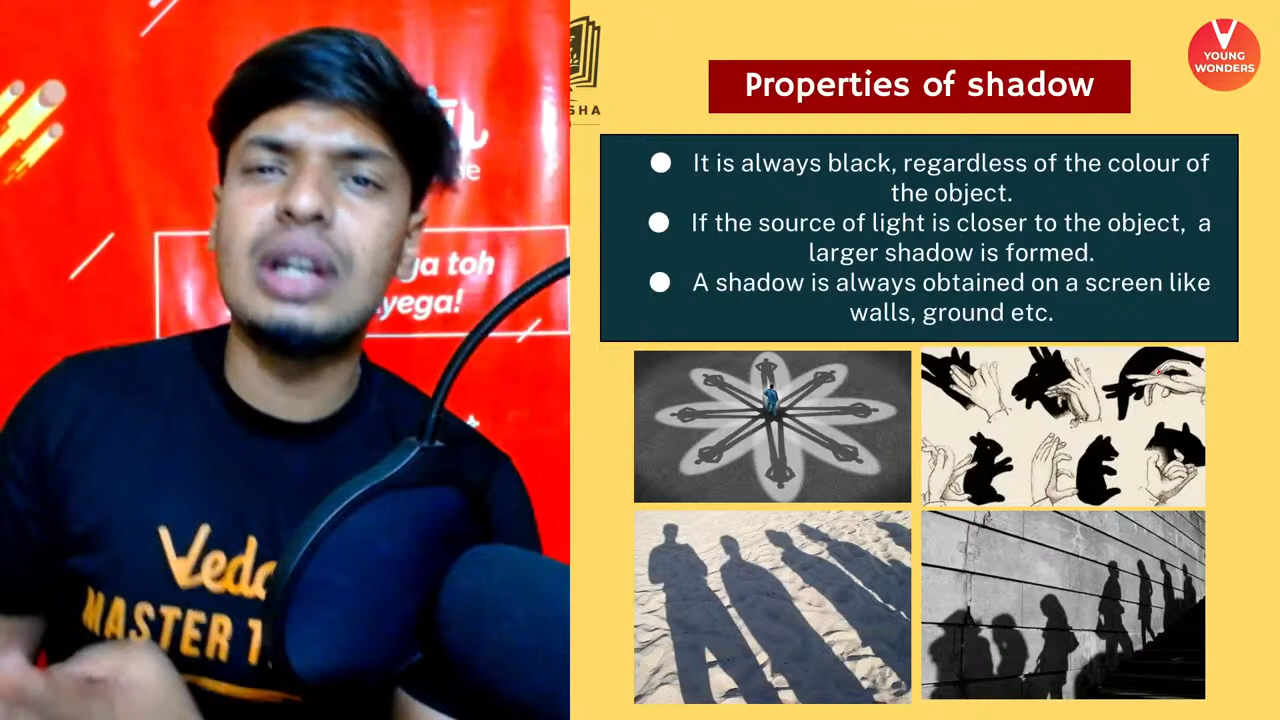 YOUNG
WONDERS
Properties of shadow
● It is always black, regardless of the colour of
the object.
● If the source of light is closer to the object, a
larger shadow is formed.
● A shadow is always obtained on a screen like
walls, ground etc.
toh
MASTER